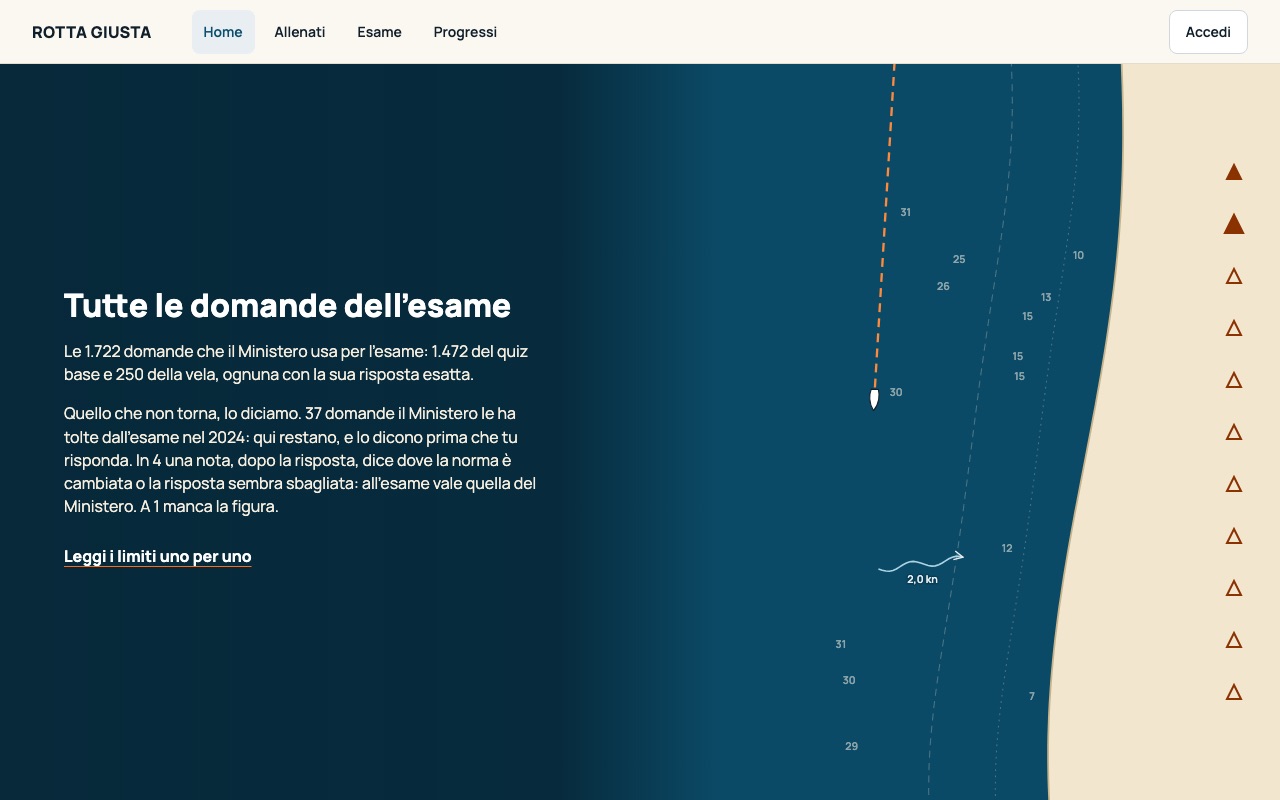 ROTTA GIUSTA
Home
Allenati
Esame
Progressi
Accedi
Tutte le domande dell'esame
Le 1.722 domande che il Ministero usa per l'esame: 1.472 del quiz
base e 250 della vela, ognuna con la sua risposta esatta.
Quello che non torna, lo diciamo. 37 domande il Ministero le ha
tolte dall'esame nel 2024: qui restano, e lo dicono prima che tu
risponda. In 4 una nota, dopo la risposta, dice dove la norma è
cambiata o la risposta sembra sbagliata: all'esame vale quella del
Ministero. A 1 manca la figura.
Leggi i limiti uno per uno
31
25
10
26
13
15
15
15
30
12
2,0 kn
31
30
7
29